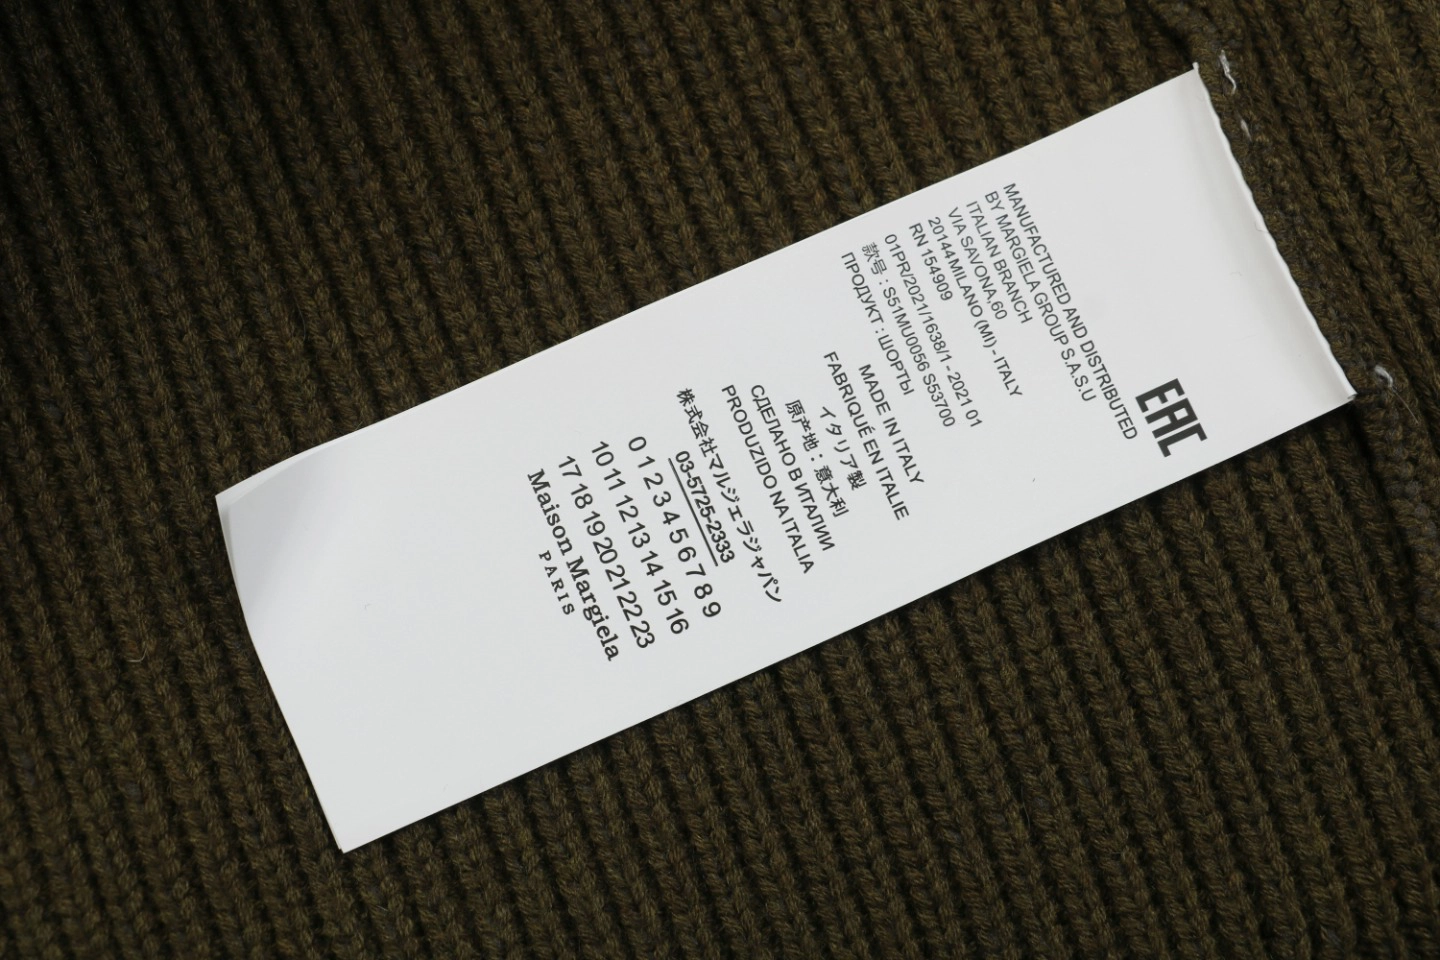 EAC
MANUFACTURED AND DISTRIBUTED
BY MARGIELA GROUP S.A.S.U
ITALIAN BRANCH
VIA SAVONA,60
20144 MILANO (MI) - ITALY
RN 154909
01PR/2021/1638/1 - 2021 01
款号 : S51MU0056 S53700
ПРОДУКТ : ШОРТЫ
MADE IN ITALY
FABRIQUÉ EN ITALIE
イタリア製
原产地 : 意大利
СДЕЛАНО В ИТАЛИИ
PRODUZIDO NA ITALIA
株式会社マルジェラジャパン
03-5725-2333
0 1 2 3 4 5 6 7 8 9
10 11 12 13 14 15 16
17 18 19 20 21 22 23
Maison Margiela
PARIS